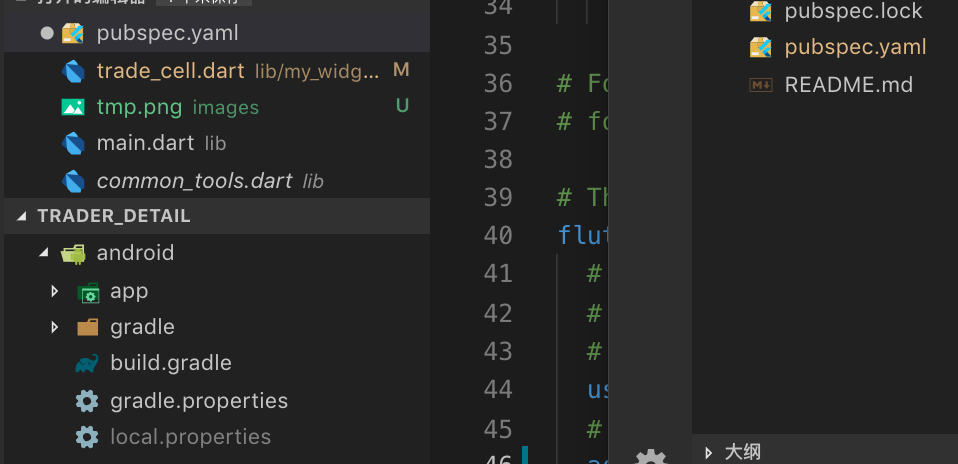 pubspec.yaml
trade_cell.dart lib/my_widg... M
tmp.png images U
main.dart lib
common_tools.dart lib
TRADER_DETAIL
android
app
gradle
build.gradle
gradle.properties
local.properties
34
35
36 # Fo
37 # fo
38
39 # Th
40 flut
41 #
42 #
43 #
44 us
45 #
46
pubspec.lock
pubspec.yaml
README.md
大纲